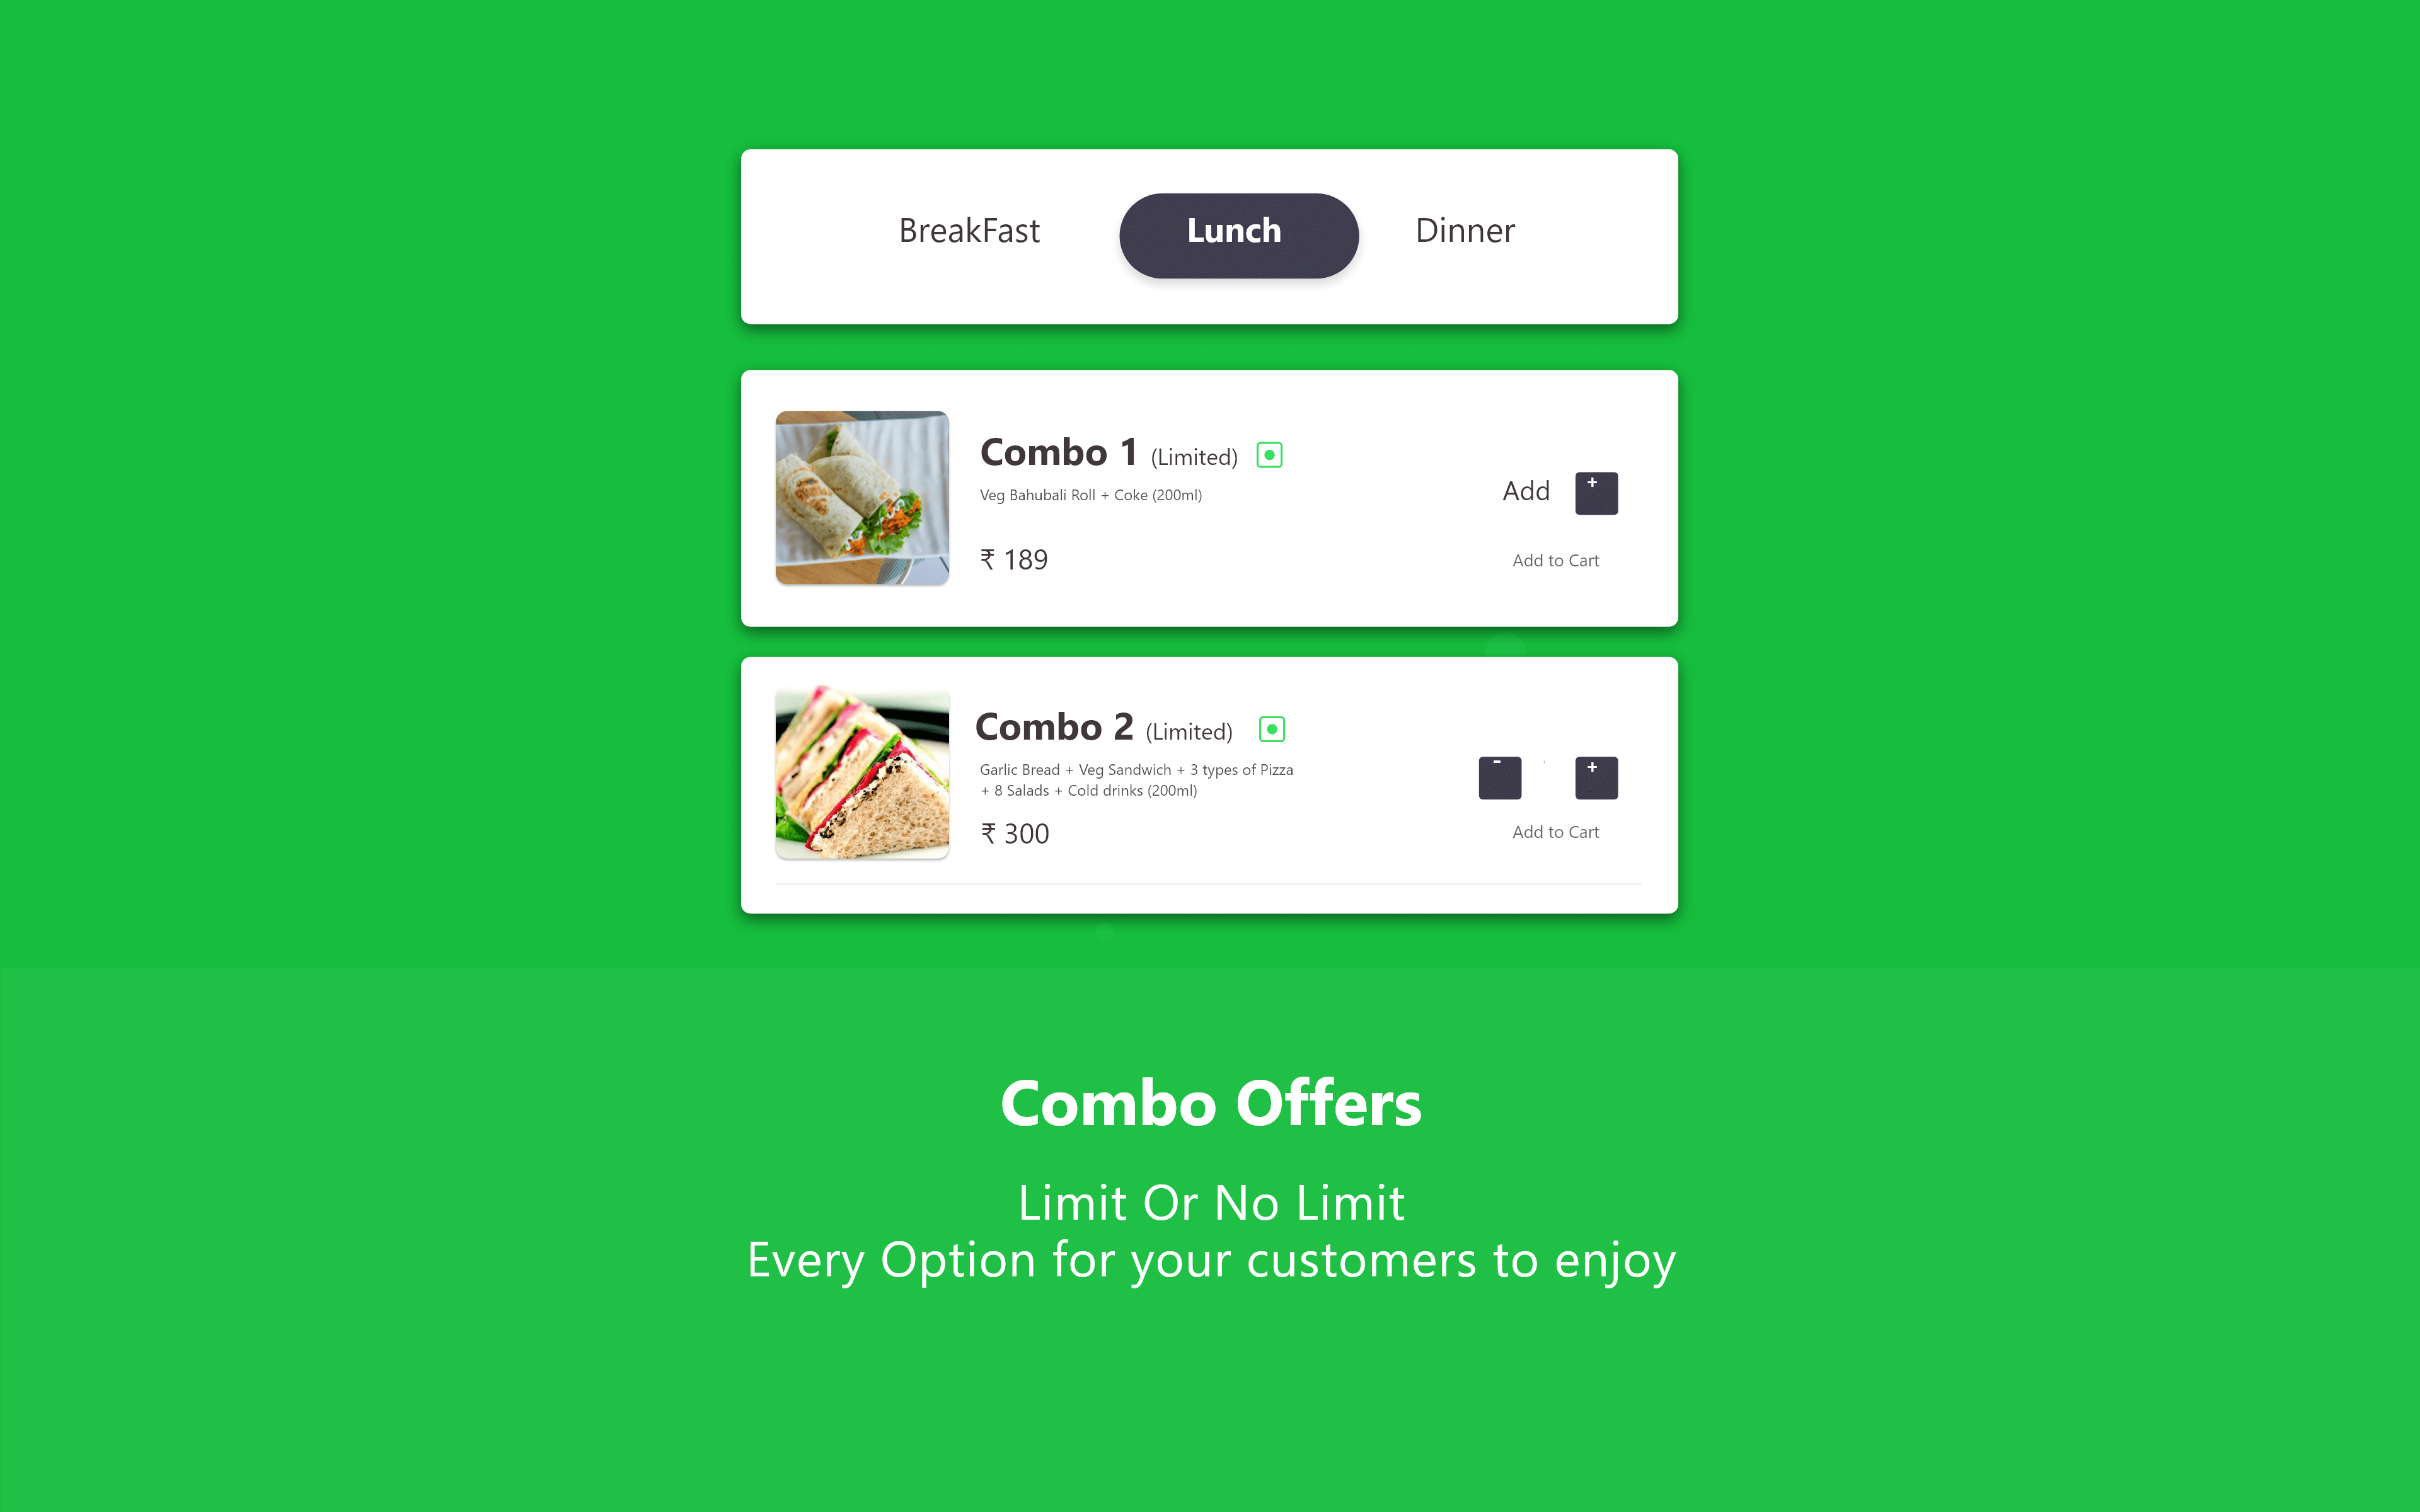 BreakFast Lunch Dinner
Combo 1 (Limited)
Veg Bahubali Roll + Coke (200ml)
Add +
₹ 189
Add to Cart
Combo 2 (Limited)
Garlic Bread + Veg Sandwich + 3 types of Pizza
+ 8 Salads + Cold drinks (200ml)
- +
₹ 300
Add to Cart
Combo Offers
Limit Or No Limit
Every Option for your customers to enjoy